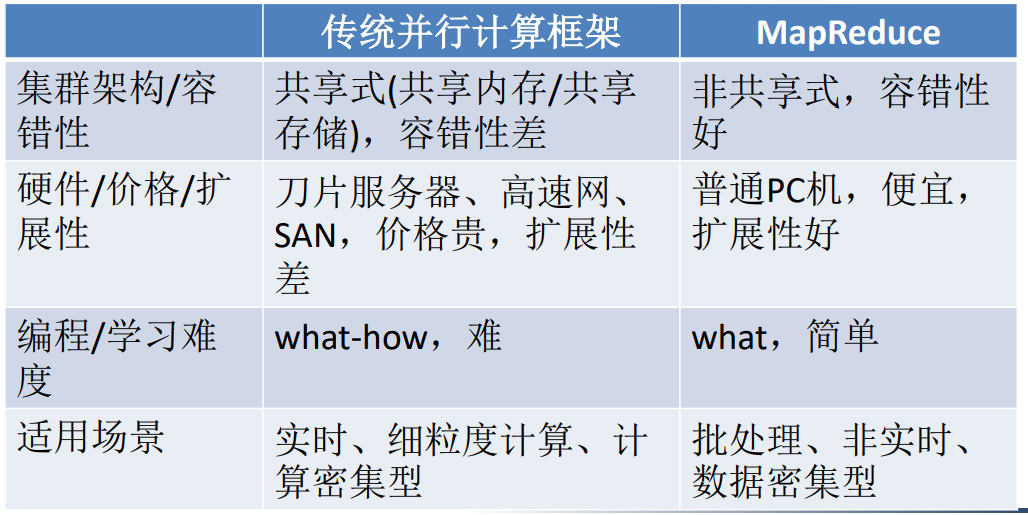 传统并行计算框架
MapReduce
集群架构/容
错性
共享式(共享内存/共享
存储)，容错性差
非共享式，容错性
好
硬件/价格/扩
展性
刀片服务器、高速网、
SAN，价格贵，扩展性
差
普通PC机，便宜，
扩展性好
编程/学习难
度
what-how，难
what，简单
适用场景
实时、细粒度计算、计
算密集型
批处理、非实时、
数据密集型